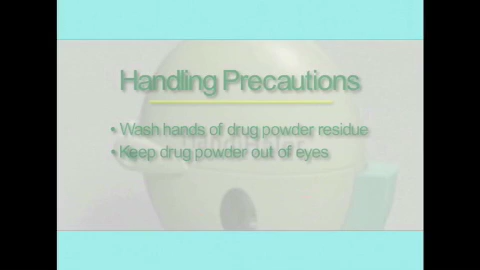 Handling Precautions
• Wash hands of drug powder residue
• Keep drug powder out of eyes